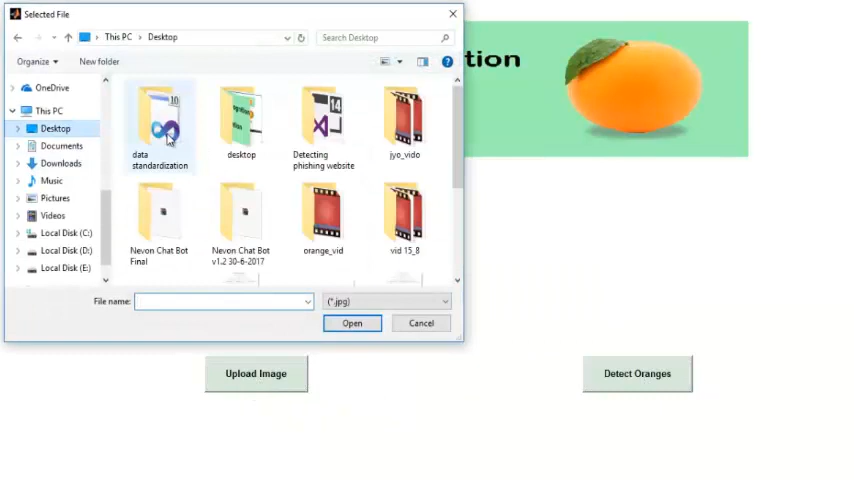 Selected File
This PC
Desktop
Search Desktop
Organize
New folder
?
OneDrive
This PC
Desktop
Documents
Downloads
Music
Pictures
Videos
Local Disk (C:)
Local Disk (D:)
Local Disk (E:)
10
data
standardization
desktop
14
Detecting
phishing website
jyo_vido
Nevon Chat Bot
Final
Nevon Chat Bot
v1.2 30-6-2017
orange_vid
vid 15_8
File name:
(*.jpg)
Open
Cancel
tion
Upload Image
Detect Oranges